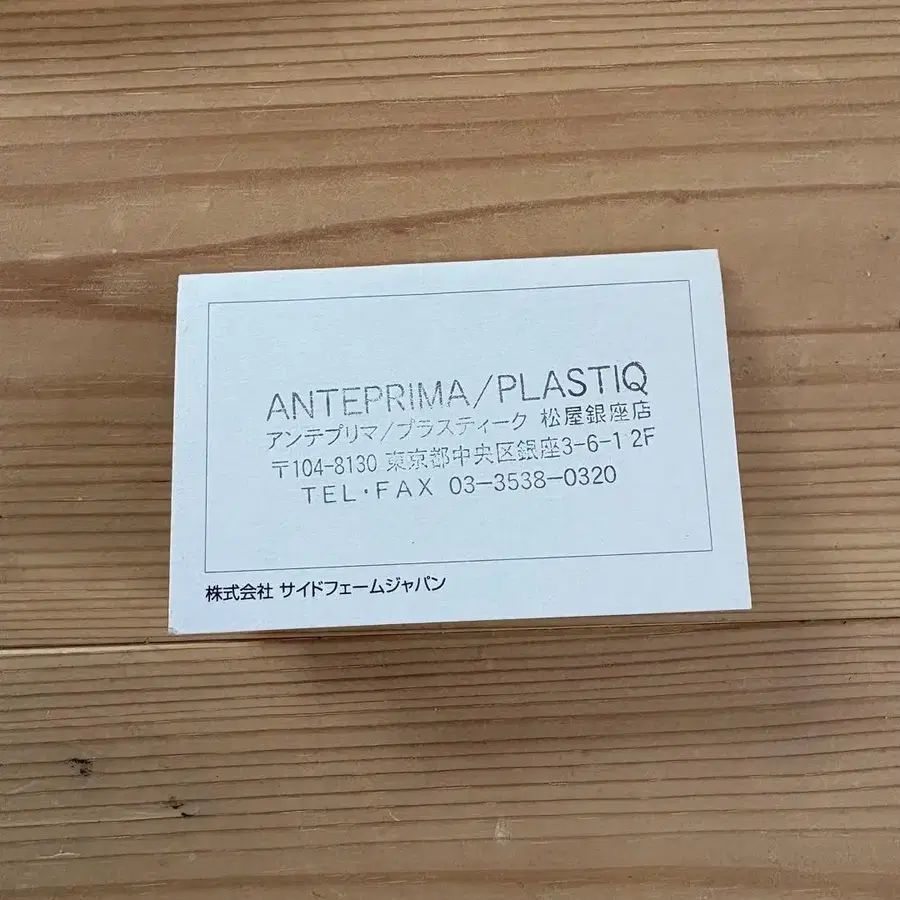 ANTEPRIMA/PLASTIQ
アンテプリマ/プラスティーク 松屋銀座店
〒104-8130 東京都中央区銀座3-6-1 2F
TEL・FAX 03-3538-0320
株式会社 サイドフェームジャパン